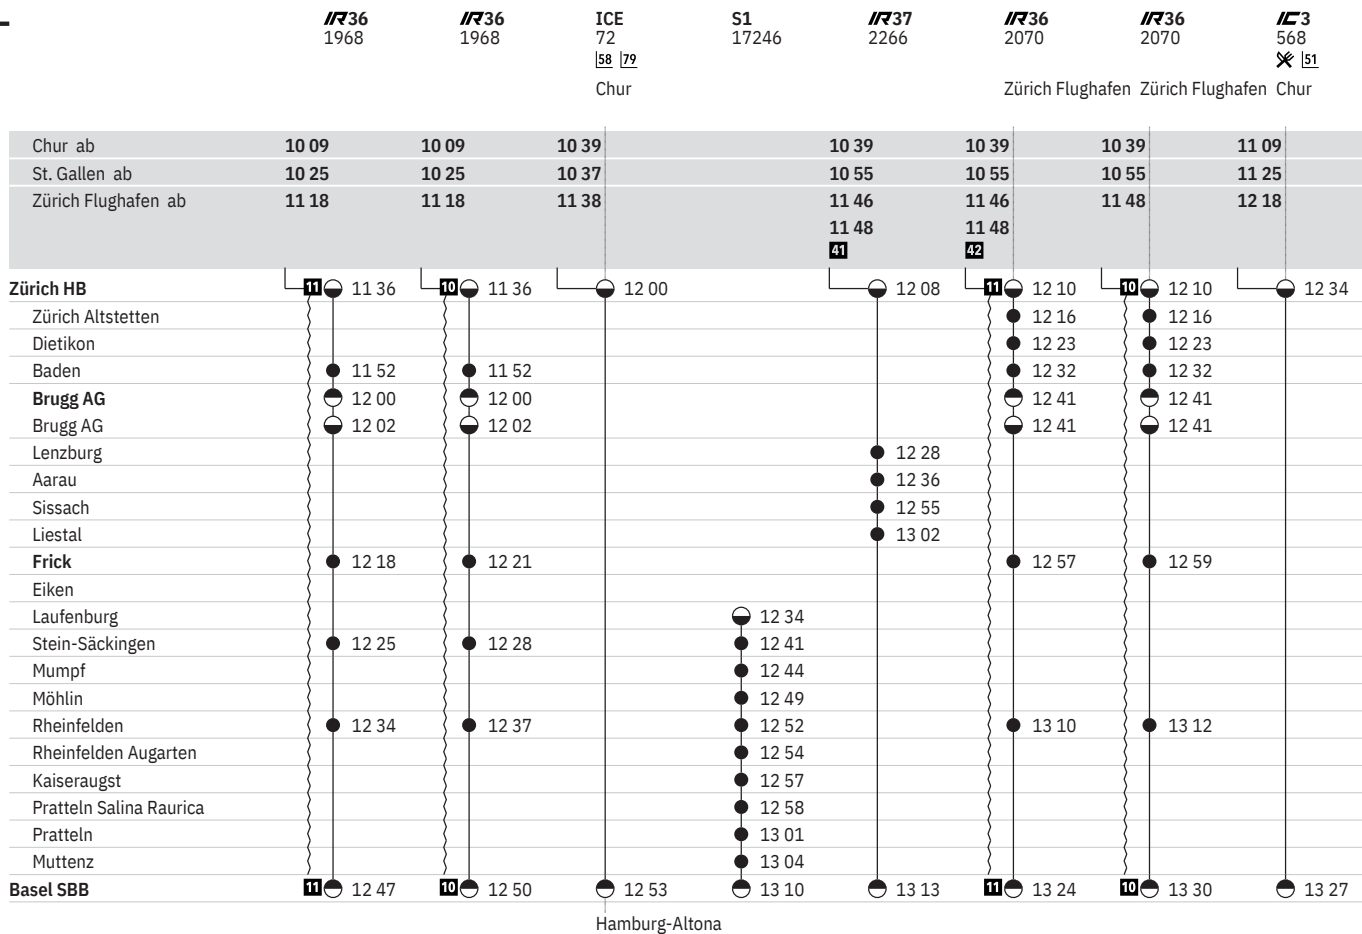 IR36 IR36 ICE S1 IR37 IR36 IR36 IC3
1968 1968 72 17246 2266 2070 2070 568
58 79 51
Chur Zürich Flughafen Zürich Flughafen Chur
Chur ab 10 09 10 09 10 39 10 39 10 39 10 39 11 09
St. Gallen ab 10 25 10 25 10 37 10 55 10 55 10 55 11 25
Zürich Flughafen ab 11 18 11 18 11 38 11 46 11 46 11 48 12 18
11 48 11 48
41 42
Zürich HB 11 11 36 10 11 36 12 00 12 08 11 12 10 10 12 10 12 34
Zürich Altstetten 12 16 12 16
Dietikon 12 23 12 23
Baden 11 52 11 52 12 32 12 32
Brugg AG 12 00 12 00 12 41 12 41
Brugg AG 12 02 12 02 12 41 12 41
Lenzburg 12 28
Aarau 12 36
Sissach 12 55
Liestal 13 02
Frick 12 18 12 21 12 57 12 59
Eiken
Laufenburg 12 34
Stein-Säckingen 12 25 12 28 12 41
Mumpf 12 44
Möhlin 12 49
Rheinfelden 12 34 12 37 12 52 13 10 13 12
Rheinfelden Augarten 12 54
Kaiseraugst 12 57
Pratteln Salina Raurica 12 58
Pratteln 13 01
Muttenz 13 04
Basel SBB 11 12 47 10 12 50 12 53 13 10 13 13 11 13 24 10 13 30 13 27
Hamburg-Altona